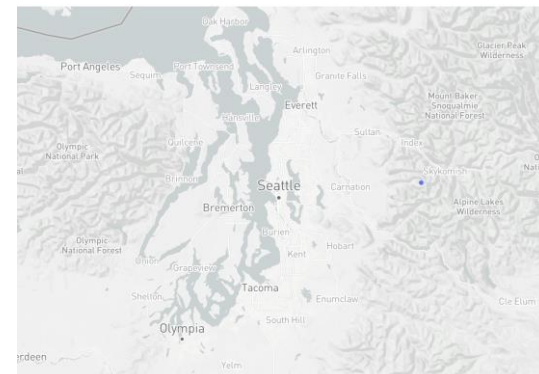 Oak Harbor
Arlington
Glacier Peak
Wilderness
Port Angeles
Port Townsend
Sequim
Granite Falls
Langley
Everett
Mount Baker
Snoqualmie
National Forest
Hansville
Sultan
Index
Quilcene
Olympic
National Park
Skykomish
Brinnon
Seattle
Carnation
Bremerton
Alpine Lakes
Wilderness
Burien
Olympic
National Forest
Kent
Hobart
Union
Grapeview
Tacoma
Shelton
Enumclaw
Cle Elum
South Hill
Olympia
Yelm
erdeen